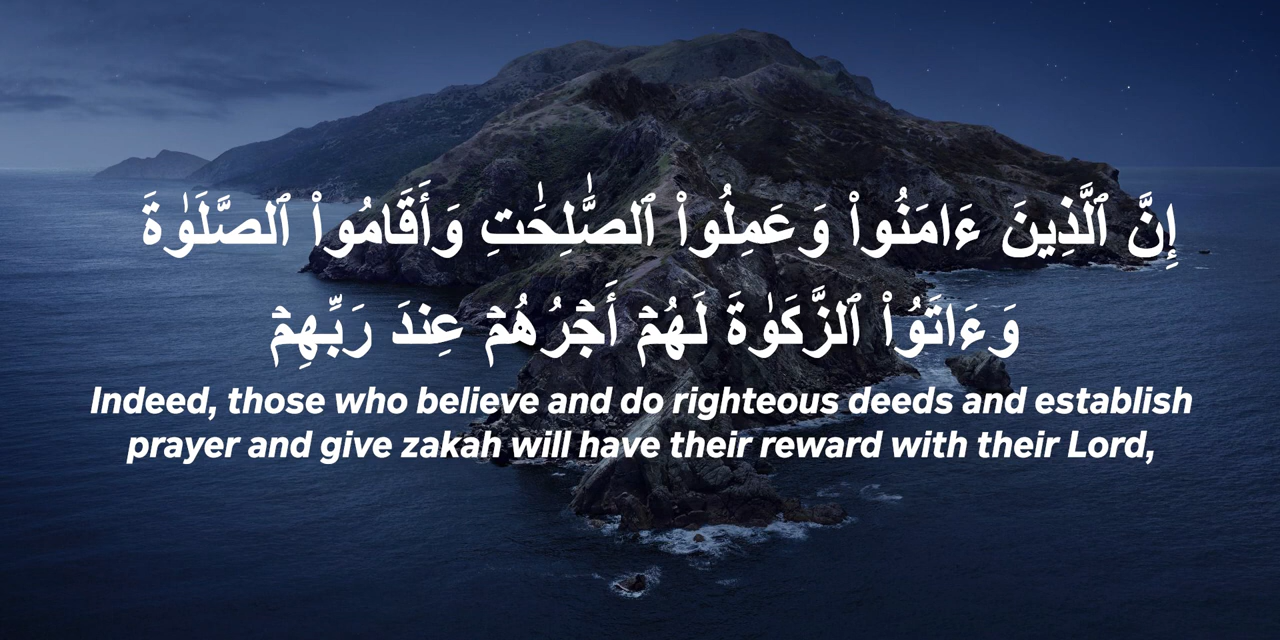 إِنَّ ٱلَّذِينَ ءَامَنُوا۟ وَعَمِلُوا۟ ٱلصَّٰلِحَٰتِ وَأَقَامُوا۟ ٱلصَّلَوٰةَ
وَءَاتَوُا۟ ٱلزَّكَوٰةَ لَهُمْ أَجْرُهُمْ عِندَ رَبِّهِمْ
Indeed, those who believe and do righteous deeds and establish
prayer and give zakah will have their reward with their Lord,